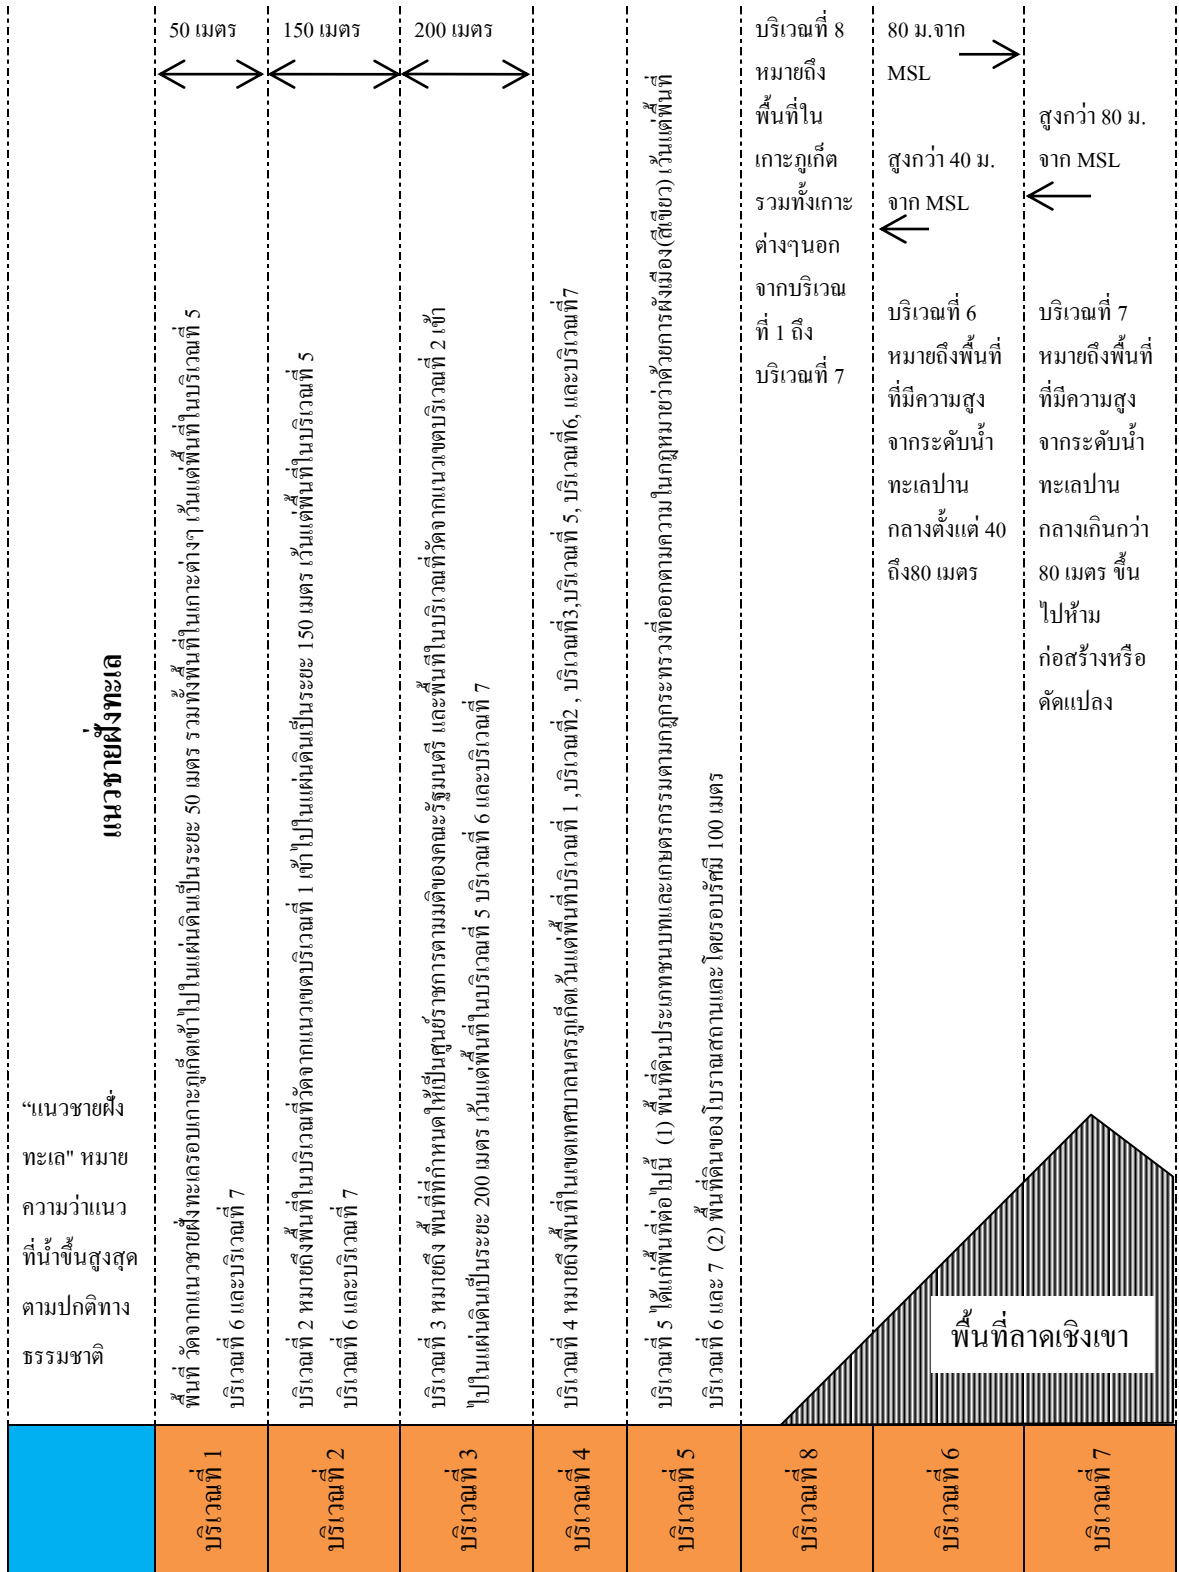 50 เมตร
150 เมตร
200 เมตร
แนวชายฝั่งทะเล
“แนวชายฝั่ง
ทะเล" หมาย
ความว่าแนว
ที่น้ำขึ้นสูงสุด
ตามปกติทาง
ธรรมชาติ
พื้นที่ วัดจากแนวชายฝั่งทะเลรอบเกาะภูเก็ตเข้าไปในแผ่นดินเป็นระยะ 50 เมตร รวมทั้งพื้นที่ในเกาะต่างๆ เว้นแต่พื้นที่ในบริเวณที่ 5
บริเวณที่ 6 และบริเวณที่ 7
บริเวณที่ 2 หมายถึงพื้นที่ในบริเวณที่วัดจากแนวเขตบริเวณที่ 1 เข้าไปในแผ่นดินเป็นระยะ 150 เมตร เว้นแต่พื้นที่ในบริเวณที่ 5
บริเวณที่ 6 และบริเวณที่ 7
บริเวณที่ 3 หมายถึง พื้นที่ที่กำหนดให้เป็นศูนย์ราชการตามมติของคณะรัฐมนตรี และพื้นที่ในบริเวณที่วัดจากแนวเขตบริเวณที่ 2 เข้า
ไปในแผ่นดินเป็นระยะ 200 เมตร เว้นแต่พื้นที่ในบริเวณที่ 5 บริเวณที่ 6 และบริเวณที่ 7
บริเวณที่ 4 หมายถึงพื้นที่ในเขตเทศบาลนครภูเก็ตเว้นแต่พื้นที่บริเวณที่ 1 ,บริเวณที่2 , บริเวณที่3,บริเวณที่ 5, บริเวณที่6, และบริเวณที่7
บริเวณที่ 5 ได้แก่พื้นที่ต่อไปนี้ (1) พื้นที่ดินประเภทชนบทและเกษตรกรรมตามกฎกระทรวงที่ออกตามความในกฎหมายว่าด้วยการผังเมือง(สีเขียว) เว้นแต่พื้นที่
บริเวณที่ 6 และ 7 (2) พื้นที่ดินของโบราณสถานและโดยรอบรัศมี 100 เมตร
บริเวณที่ 8
หมายถึง
พื้นที่ใน
เกาะภูเก็ต
รวมทั้งเกาะ
ต่างๆนอก
จากบริเวณ
ที่ 1 ถึง
บริเวณที่ 7
80 ม.จาก
MSL
สูงกว่า 40 ม.
จาก MSL
บริเวณที่ 6
หมายถึงพื้นที่
ที่มีความสูง
จากระดับน้ำ
ทะเลปาน
กลางตั้งแต่ 40
ถึง80 เมตร
สูงกว่า 80 ม.
จาก MSL
บริเวณที่ 7
หมายถึงพื้นที่
ที่มีความสูง
จากระดับน้ำ
ทะเลปาน
กลางเกินกว่า
80 เมตร ขึ้น
ไปห้าม
ก่อสร้างหรือ
ดัดแปลง
พื้นที่ลาดเชิงเขา
บริเวณที่ 1
บริเวณที่ 2
บริเวณที่ 3
บริเวณที่ 4
บริเวณที่ 5
บริเวณที่ 8
บริเวณที่ 6
บริเวณที่ 7